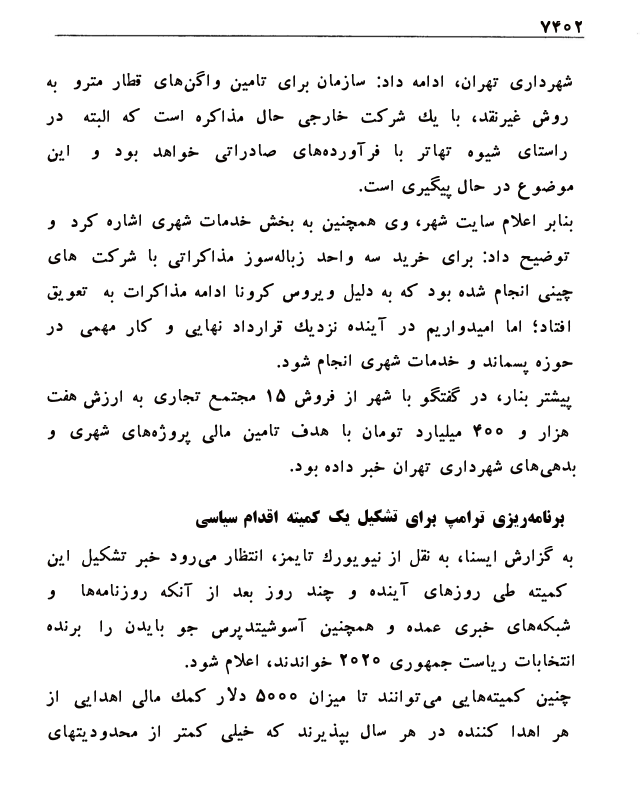 ۷۴۰۲
شهرداری تهران، ادامه داد: سازمان برای تامین واگن‌های قطار مترو به
روش غیرنقد، با یك شرکت خارجی حال مذاکره است که البته در
راستای شیوه تهاتر با فرآورده‌های صادراتی خواهد بود و این
موضوع در حال پیگیری است.
بنابر اعلام سایت شهر، وی همچنین به بخش خدمات شهری اشاره کرد و
توضیح داد: برای خرید سه واحد زباله‌سوز مذاکراتی با شرکت های
چینی انجام شده بود که به دلیل ویروس کرونا ادامه مذاکرات به تعویق
افتاد؛ اما امیدواریم در آینده نزدیك قرارداد نهایی و کار مهمی در
حوزه پسماند و خدمات شهری انجام شود.
پیشتر بنار، در گفتگو با شهر از فروش ۱۵ مجتمع تجاری به ارزش هفت
هزار و ۴۰۰ میلیارد تومان با هدف تامین مالی پروژه‌های شهری و
بدهی‌های شهرداری تهران خبر داده بود.
برنامه‌ریزی ترامپ برای تشکیل یک کمیته اقدام سیاسی
به گزارش ایسنا، به نقل از نیویورك تایمز، انتظار می‌رود خبر تشکیل این
کمیته طی روزهای آینده و چند روز بعد از آنکه روزنامه‌ها و
شبکه‌های خبری عمده و همچنین آسوشیتدپرس جو بایدن را برنده
انتخابات ریاست جمهوری ۲۰۲۰ خواندند، اعلام شود.
چنین کمیته‌هایی می‌توانند تا میزان ۵۰۰۰ دلار کمك مالی اهدایی از
هر اهدا کننده در هر سال بپذیرند که خیلی کمتر از محدودیتهای